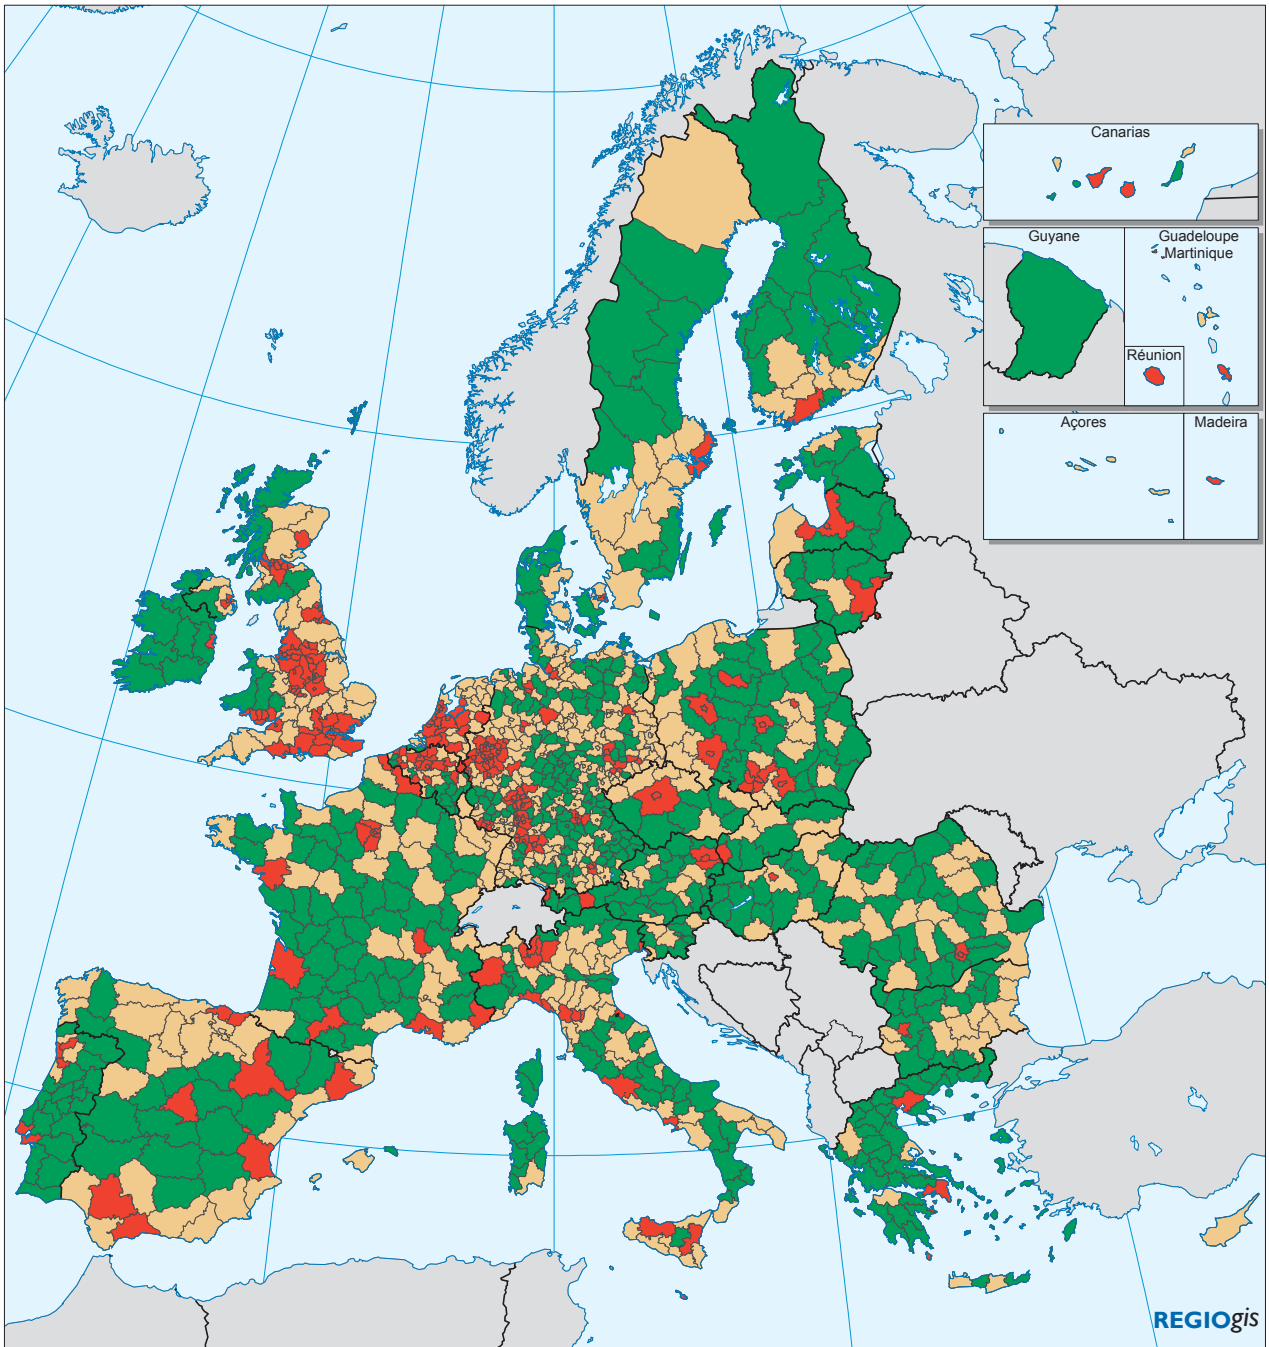 Canarias
Guyane
Guadeloupe
Martinique
Réunion
Açores
Madeira
REGIOgis